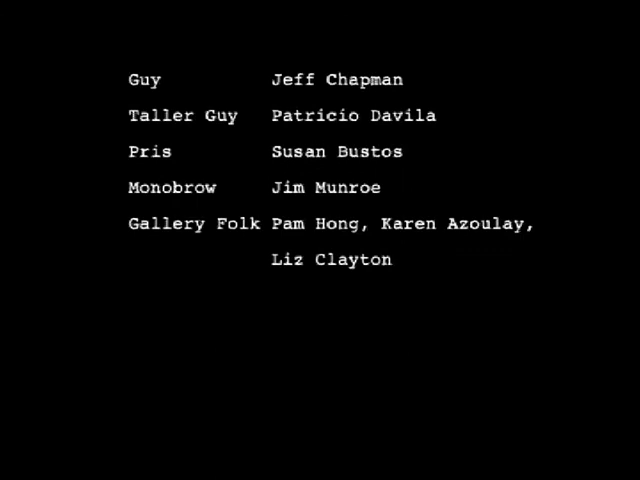 Guy Jeff Chapman
Taller Guy Patricio Davila
Pris Susan Bustos
Monobrow Jim Munroe
Gallery Folk Pam Hong, Karen Azoulay,
Liz Clayton